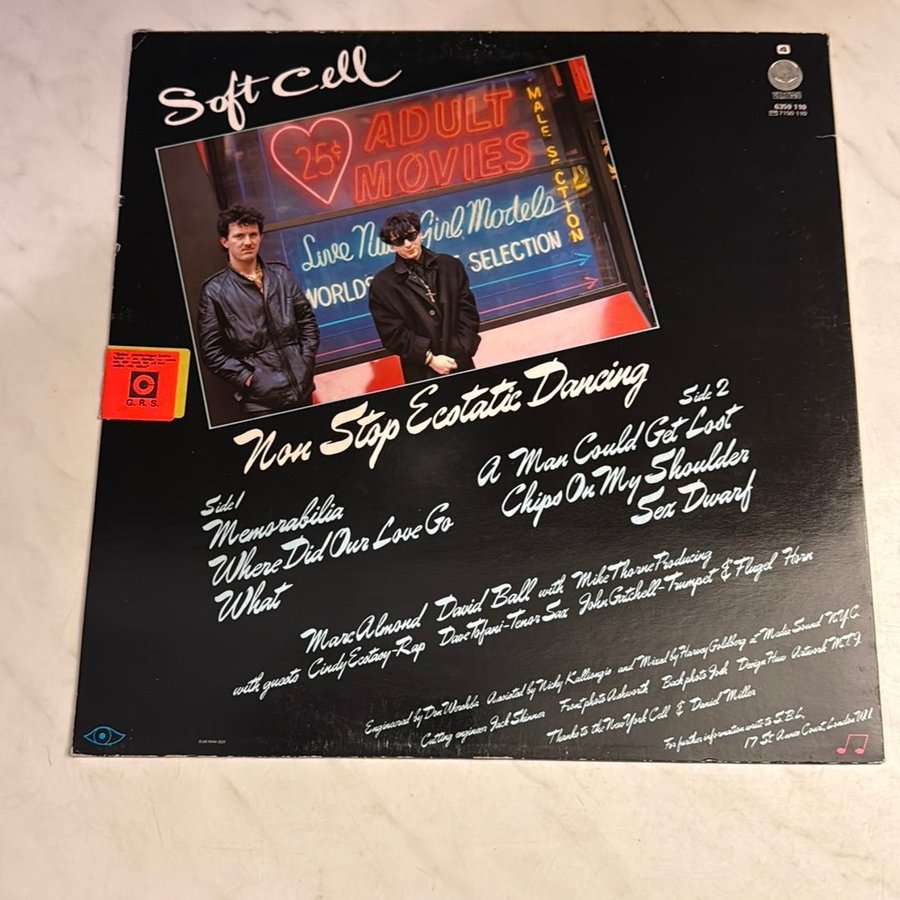 Soft Cell
4
6359 110
7150 110
25¢
ADULT
MOVIES
MALE
Live Nu Girl Models
WORLDS E SELECTION
C
G.R.S.
Non Stop Ecstatic Dancing
Side 1
Memorabilia
Where Did Our Love Go
What
Side 2
A Man Could Get Lost
Chips On My Shoulder
Sex Dwarf
Marc Almond David Ball with Mike Thorne Producing
with guests Cindy Ecstasy-Rap Dave Tofani-Tenor Sax John Gatchell-Trumpet & Flugel Horn
Engineered by Don Wershba Assisted by Nicky Kalliongis and Mixed by Harvey Goldberg at Media Sound N.Y.C.
Cutting engineer Jack Skinner Front photo Ashworth Back photo Josh Design Huw Artwork M.T.F.
Thanks to the New York Cell & Daniel Miller
For further information write to S.B.L.
17 St Annes Court, London W1